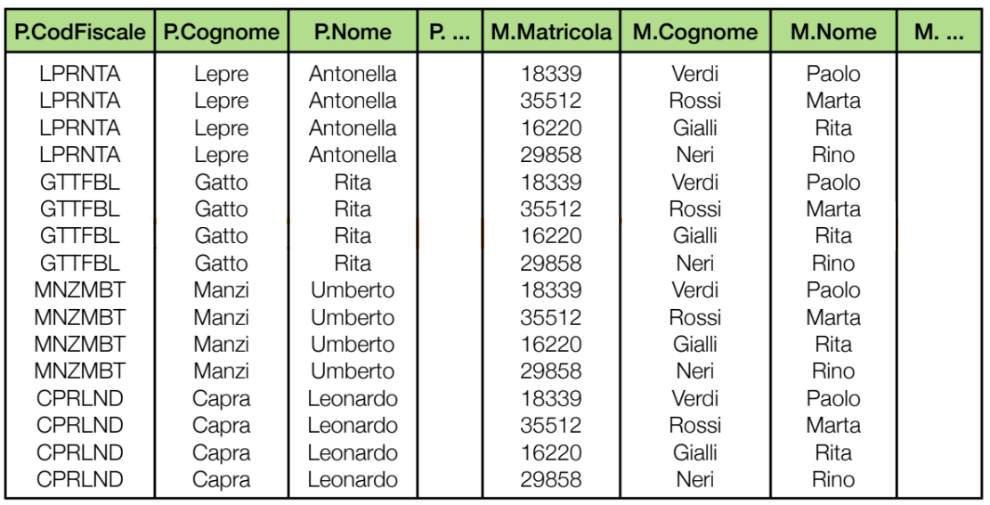 P.CodFiscale P.Cognome P.Nome P. ... M.Matricola M.Cognome M.Nome M. ...
LPRNTA Lepre Antonella 18339 Verdi Paolo
LPRNTA Lepre Antonella 35512 Rossi Marta
LPRNTA Lepre Antonella 16220 Gialli Rita
LPRNTA Lepre Antonella 29858 Neri Rino
GTTFBL Gatto Rita 18339 Verdi Paolo
GTTFBL Gatto Rita 35512 Rossi Marta
GTTFBL Gatto Rita 16220 Gialli Rita
GTTFBL Gatto Rita 29858 Neri Rino
MNZMBT Manzi Umberto 18339 Verdi Paolo
MNZMBT Manzi Umberto 35512 Rossi Marta
MNZMBT Manzi Umberto 16220 Gialli Rita
MNZMBT Manzi Umberto 29858 Neri Rino
CPRLND Capra Leonardo 18339 Verdi Paolo
CPRLND Capra Leonardo 35512 Rossi Marta
CPRLND Capra Leonardo 16220 Gialli Rita
CPRLND Capra Leonardo 29858 Neri Rino